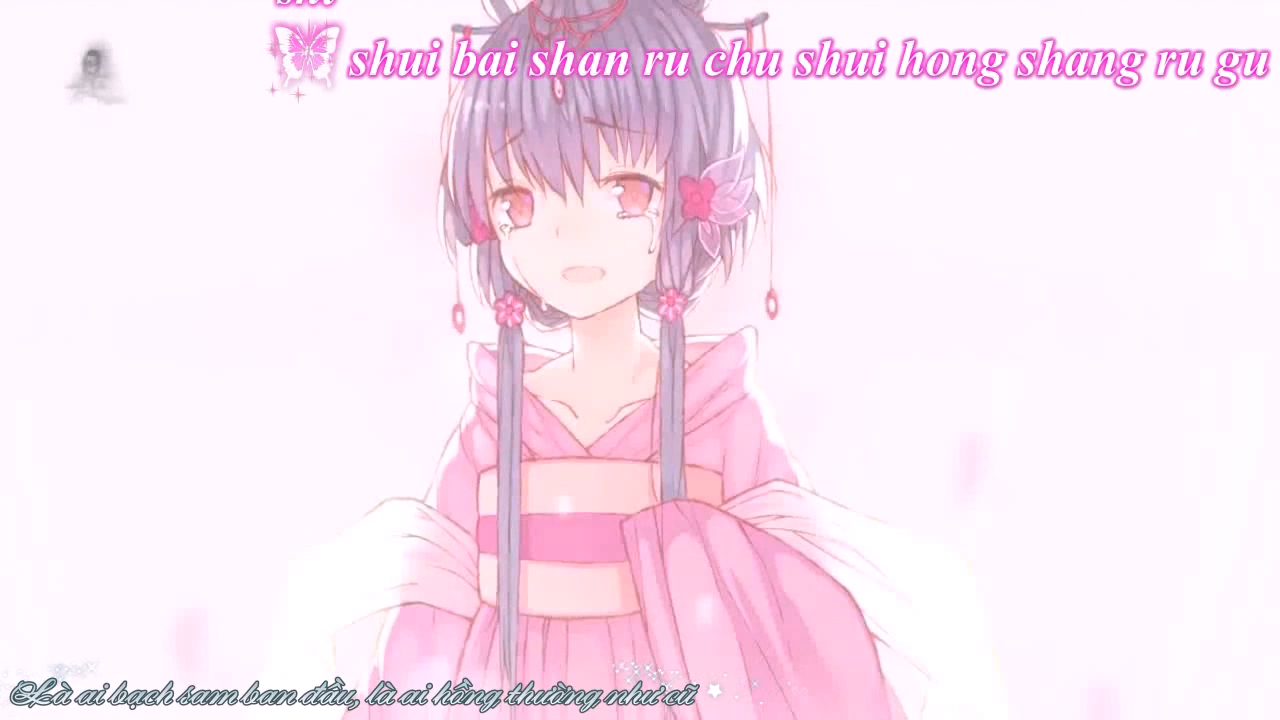 shui
shui bai shan ru chu shui hong shang ru gu
Là ai bạch sam ban đầu, là ai hồng thường như cũ